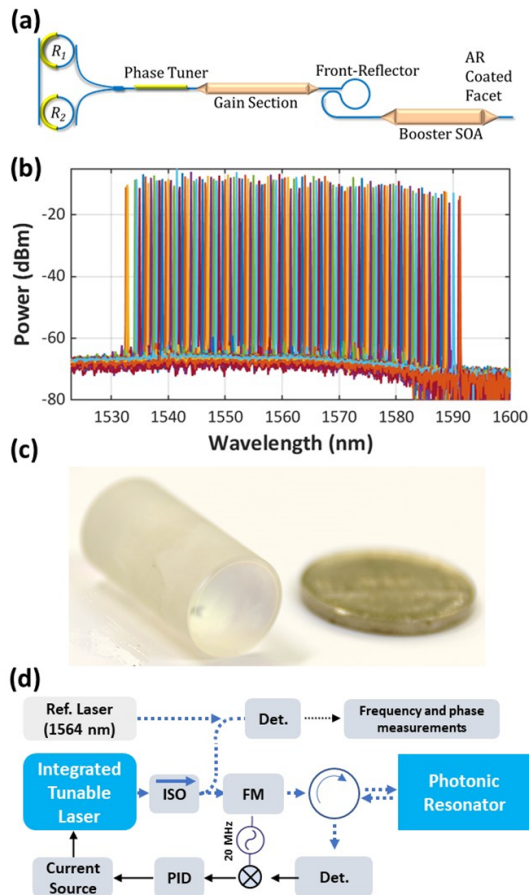 (a)
R1
R2
Phase Tuner
Gain Section
Front-Reflector
AR
Coated
Facet
Booster SOA
(b)
Power (dBm)
-20
-40
-60
-80
1530 1540 1550 1560 1570 1580 1590 1600
Wavelength (nm)
(c)
(d)
Ref. Laser
(1564 nm)
Det.
Frequency and phase
measurements
Integrated
Tunable
Laser
ISO
FM
Photonic
Resonator
20 MHz
Current
Source
PID
Det.